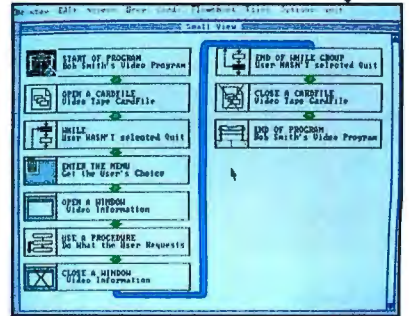 Small View
START OF PROGRAM
Bob Smith's Video Program
OPEN A CARDFILE
Video Tape CardFile
WHILE
User HASN'T selected Quit
ENTER THE MENU
Get the User's Choice
OPEN A WINDOW
Video Information
USE A PROCEDURE
Do What the User Requests
CLOSE A WINDOW
Video Information
END OF WHILE GROUP
User HASN'T selected Quit
CLOSE A CARDFILE
Video Tape CardFile
END OF PROGRAM
Bob Smith's Video Program